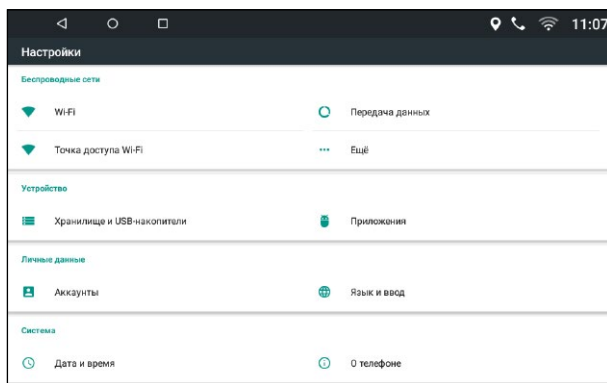 11:07
Настройки
Беспроводные сети
Wi-Fi
Передача данных
Точка доступа Wi-Fi
Ещё
Устройство
Хранилище и USB-накопители
Приложения
Личные данные
Аккаунты
Язык и ввод
Система
Дата и время
О телефоне